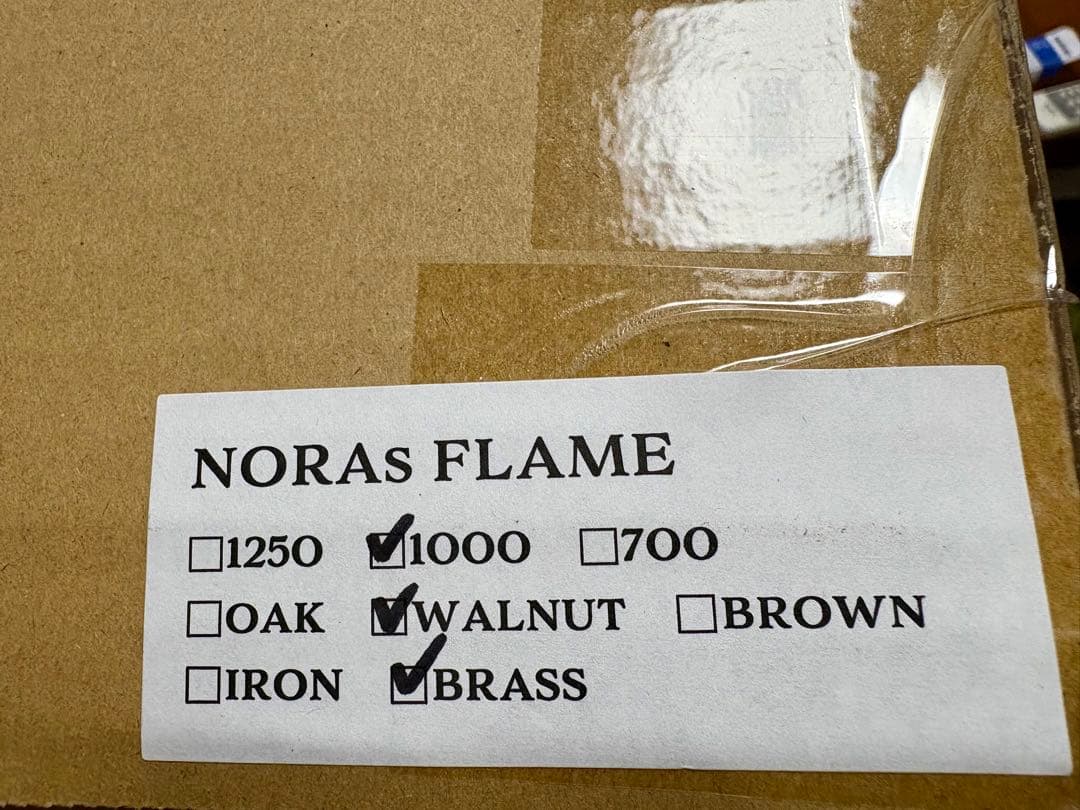 NORAs FLAME
☐1250 ☑1000 ☐700
☐OAK ☑WALNUT ☐BROWN
☐IRON ☑BRASS